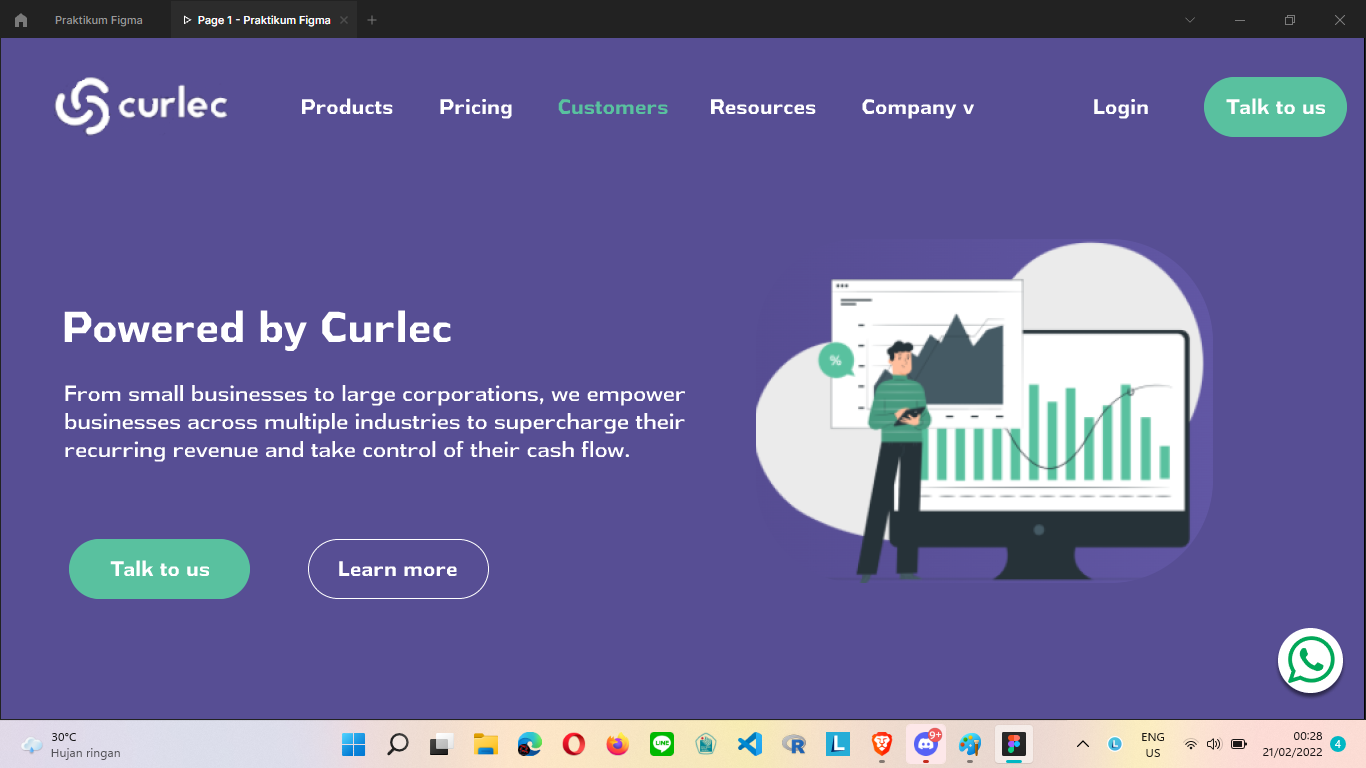 Praktikum Figma
Page 1 - Praktikum Figma
curlec
Products
Pricing
Customers
Resources
Company v
Login
Talk to us
Powered by Curlec
From small businesses to large corporations, we empower
businesses across multiple industries to supercharge their
recurring revenue and take control of their cash flow.
%
Talk to us
Learn more
30°C
Hujan ringan
LINE
L
R
L
9+
L
ENG
US
00:28
21/02/2022
4